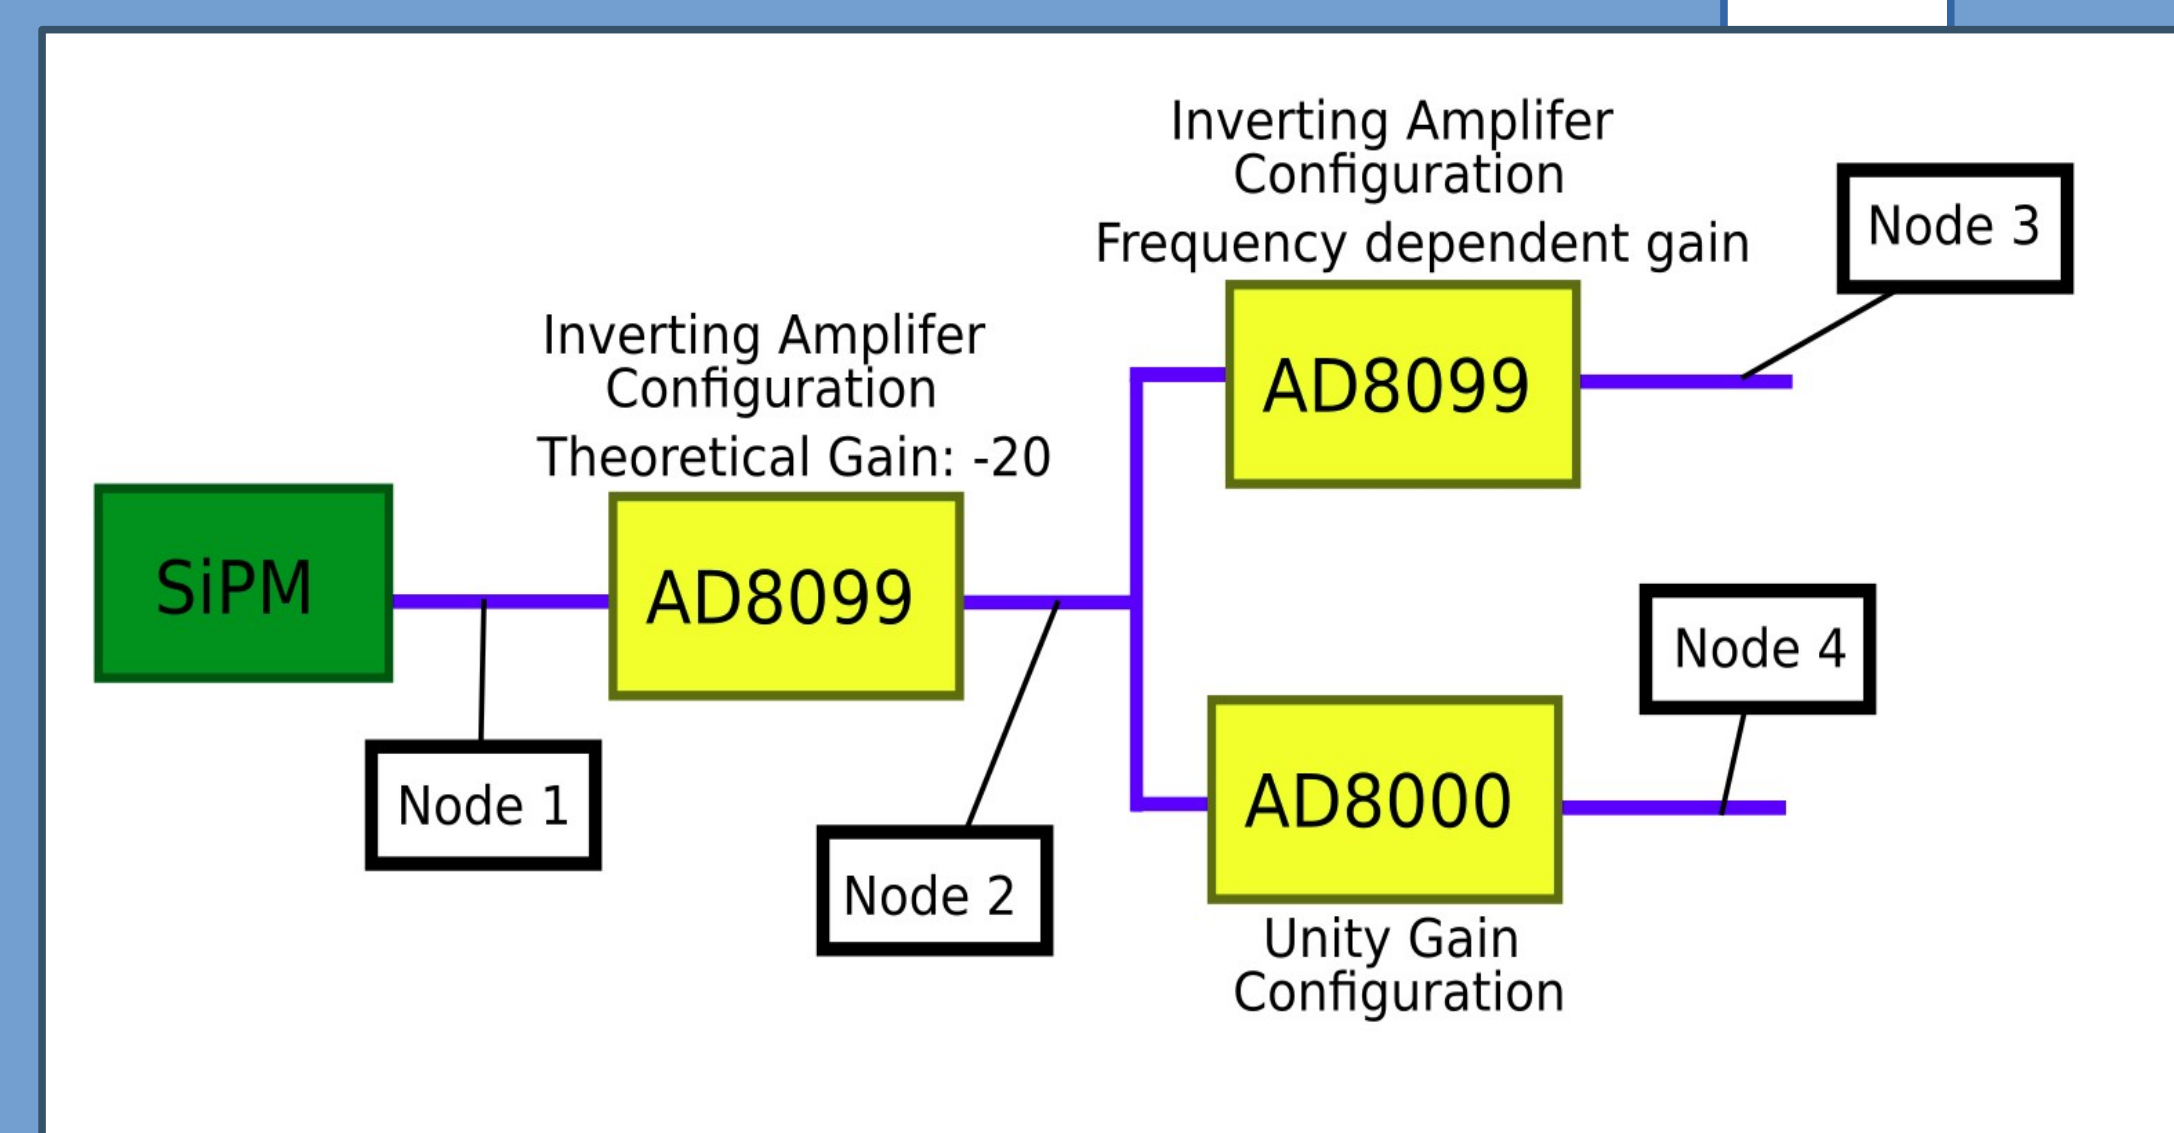 Inverting Amplifer
Configuration
Frequency dependent gain
Node 3
AD8099
Inverting Amplifer
Configuration
Theoretical Gain: -20
SiPM
AD8099
Node 1
Node 2
Node 4
AD8000
Unity Gain
Configuration